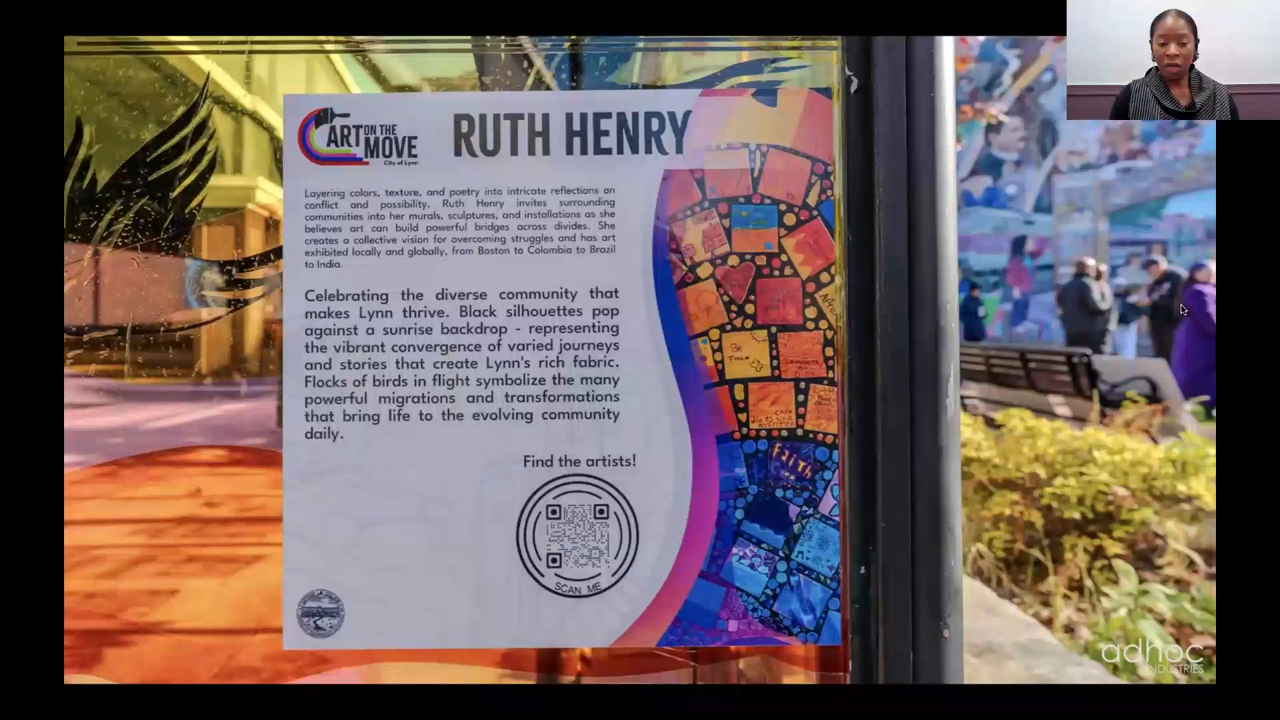 ART ON THE
MOVE
City of Lynn
RUTH HENRY
Layering colors, texture, and poetry into intricate reflections on
conflict and possibility. Ruth Henry invites surrounding
communities into her murals, sculptures, and installations as she
believes art can build powerful bridges across divides. She
creates a collective vision for overcoming struggles and has art
exhibited locally and globally, from Boston to Colombia to Brazil
to India.
Celebrating the diverse community that
makes Lynn thrive. Black silhouettes pop
against a sunrise backdrop - representing
the vibrant convergence of varied journeys
and stories that create Lynn's rich fabric.
Flocks of birds in flight symbolize the many
powerful migrations and transformations
that bring life to the evolving community
daily.
Find the artists!
SCAN ME
Be
True
Faith
adhoc
INDUSTRIES